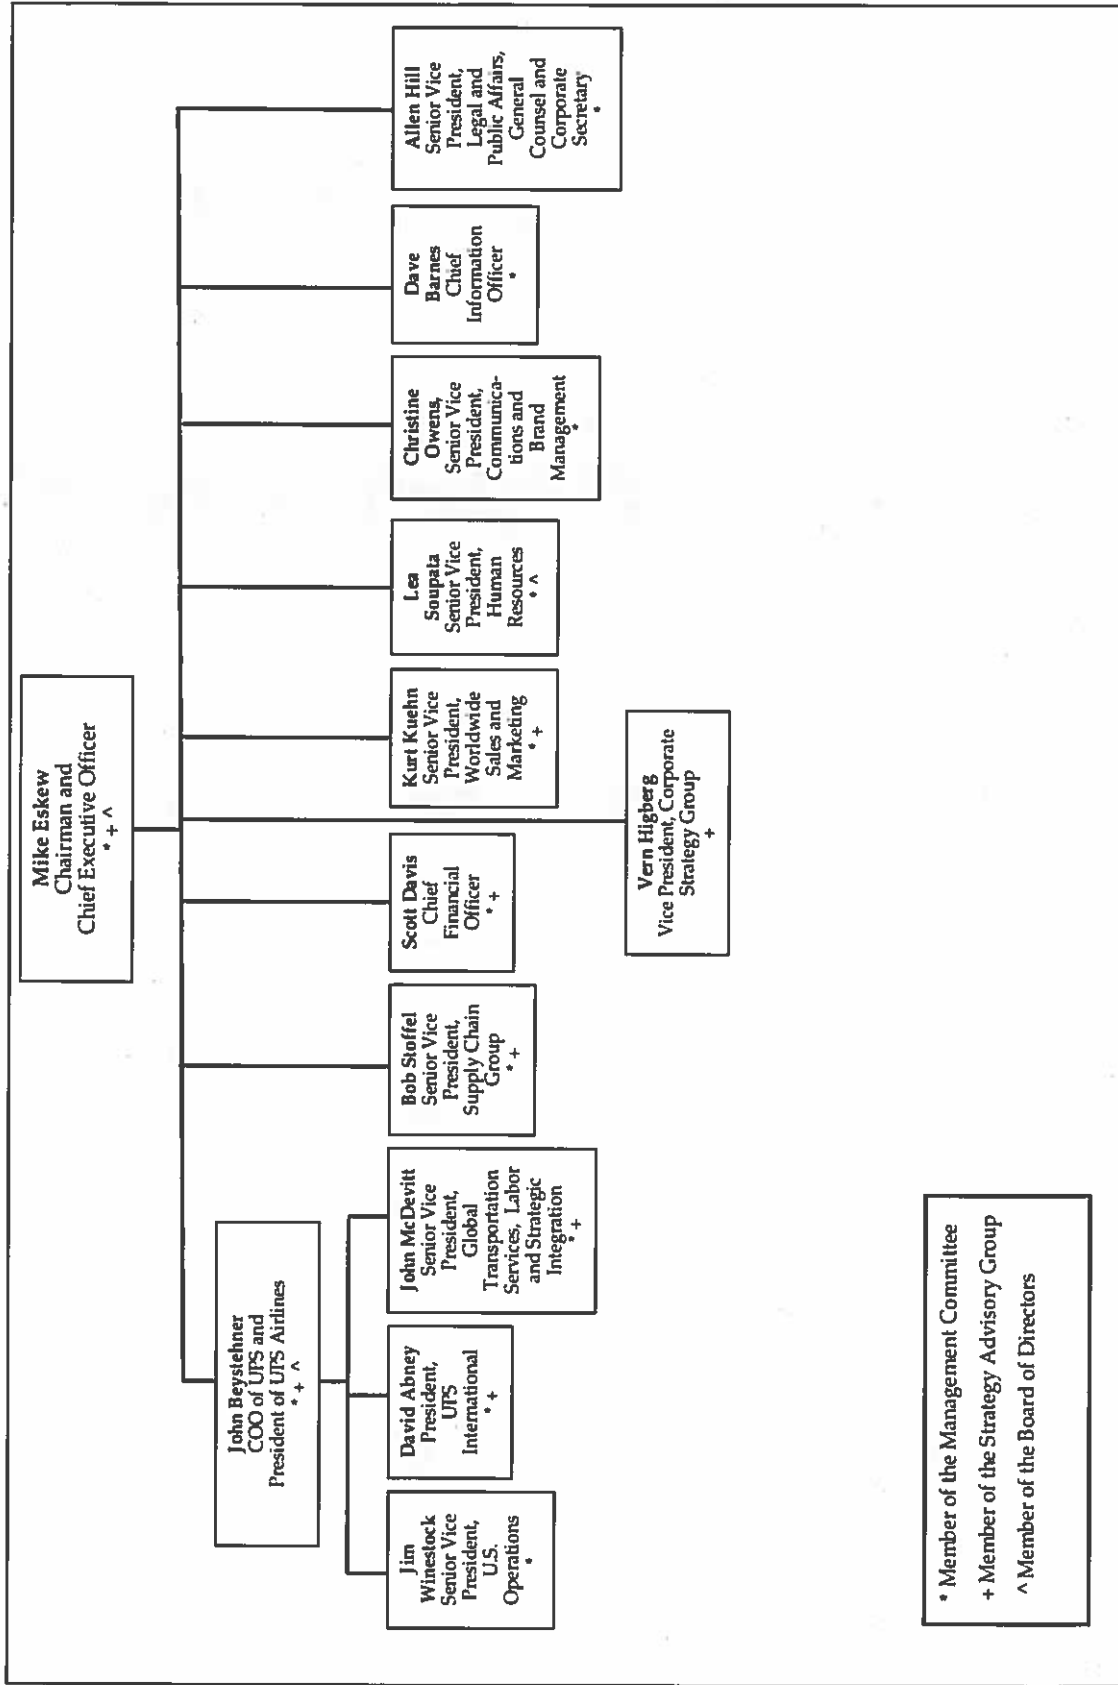 Mike Eskew
Chairman and
Chief Executive Officer
* + ^
John Beystehner
COO of UPS and
President of UPS Airlines
* + ^
Jim
Winestock
Senior Vice
President,
U.S.
Operations
*
David Abney
President,
UPS
International
* +
John McDevitt
Senior Vice
President,
Global
Transportation
Services, Labor
and Strategic
Integration
* +
Bob Stoffel
Senior Vice
President,
Supply Chain
Group
* +
Scott Davis
Chief
Financial
Officer
* +
Kurt Kuehn
Senior Vice
President,
Worldwide
Sales and
Marketing
* +
Lea
Soupata
Senior Vice
President,
Human
Resources
* ^
Christine
Owens,
Senior Vice
President,
Communica-
tions and
Brand
Management
*
Dave
Barnes
Chief
Information
Officer
*
Allen Hill
Senior Vice
President,
Legal and
Public Affairs,
General
Counsel and
Corporate
Secretary
*
Vern Higberg
Vice President, Corporate
Strategy Group
+
* Member of the Management Committee
+ Member of the Strategy Advisory Group
^ Member of the Board of Directors